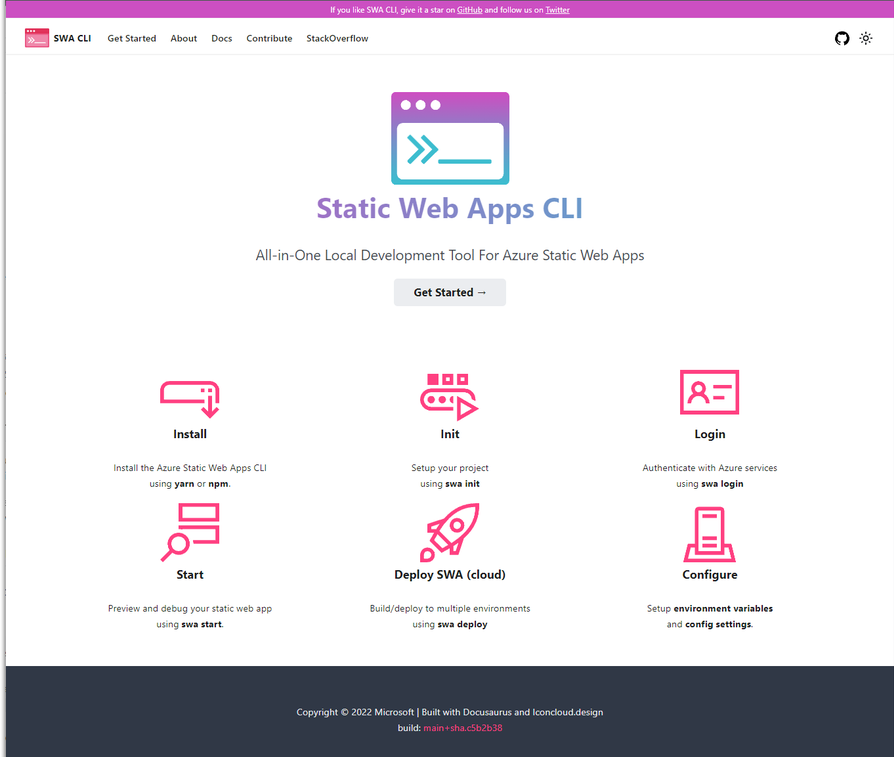 If you like SWA CLI, give it a star on GitHub and follow us on Twitter
SWA CLI Get Started About Docs Contribute StackOverflow
Static Web Apps CLI
All-in-One Local Development Tool For Azure Static Web Apps
Get Started →
Install
Install the Azure Static Web Apps CLI
using yarn or npm.
Init
Setup your project
using swa init
Login
Authenticate with Azure services
using swa login
Start
Preview and debug your static web app
using swa start.
Deploy SWA (cloud)
Build/deploy to multiple environments
using swa deploy
Configure
Setup environment variables
and config settings.
Copyright © 2022 Microsoft | Built with Docusaurus and Iconcloud.design
build: main+sha.c5b2b38